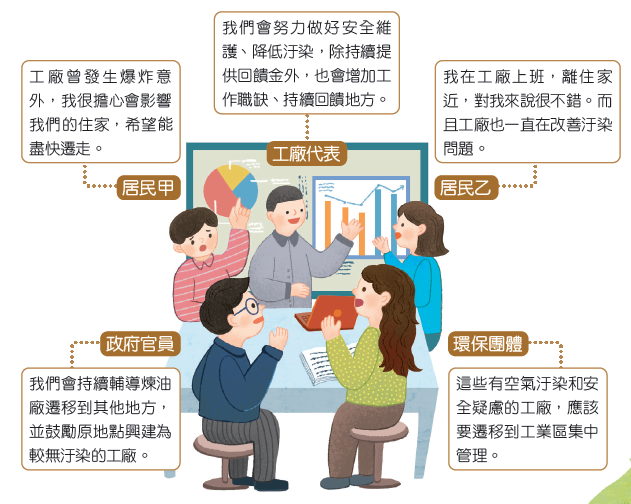 我們會努力做好安全維
護、降低汙染，除持續提
供回饋金外，也會增加工
作職缺、持續回饋地方。
工廠代表
工廠曾發生爆炸意
外，我很擔心會影響
我們的住家，希望能
盡快遷走。
居民甲
我在工廠上班，離住家
近，對我來說很不錯。而
且工廠也一直在改善汙染
問題。
居民乙
政府官員
我們會持續輔導煉油
廠遷移到其他地方，
並鼓勵原地點興建為
較無汙染的工廠。
環保團體
這些有空氣汙染和安
全疑慮的工廠，應該
要遷移到工業區集中
管理。